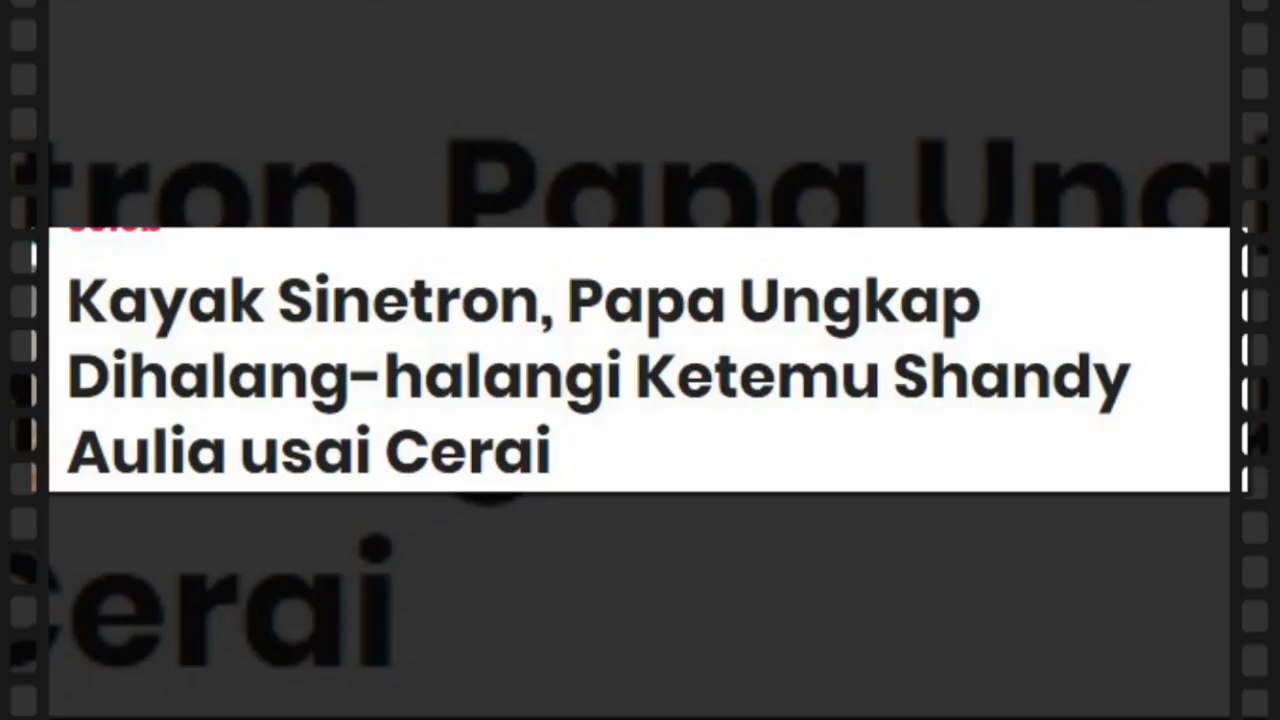 Kayak Sinetron, Papa Ungkap
Dihalang-halangi Ketemu Shandy
Aulia usai Cerai